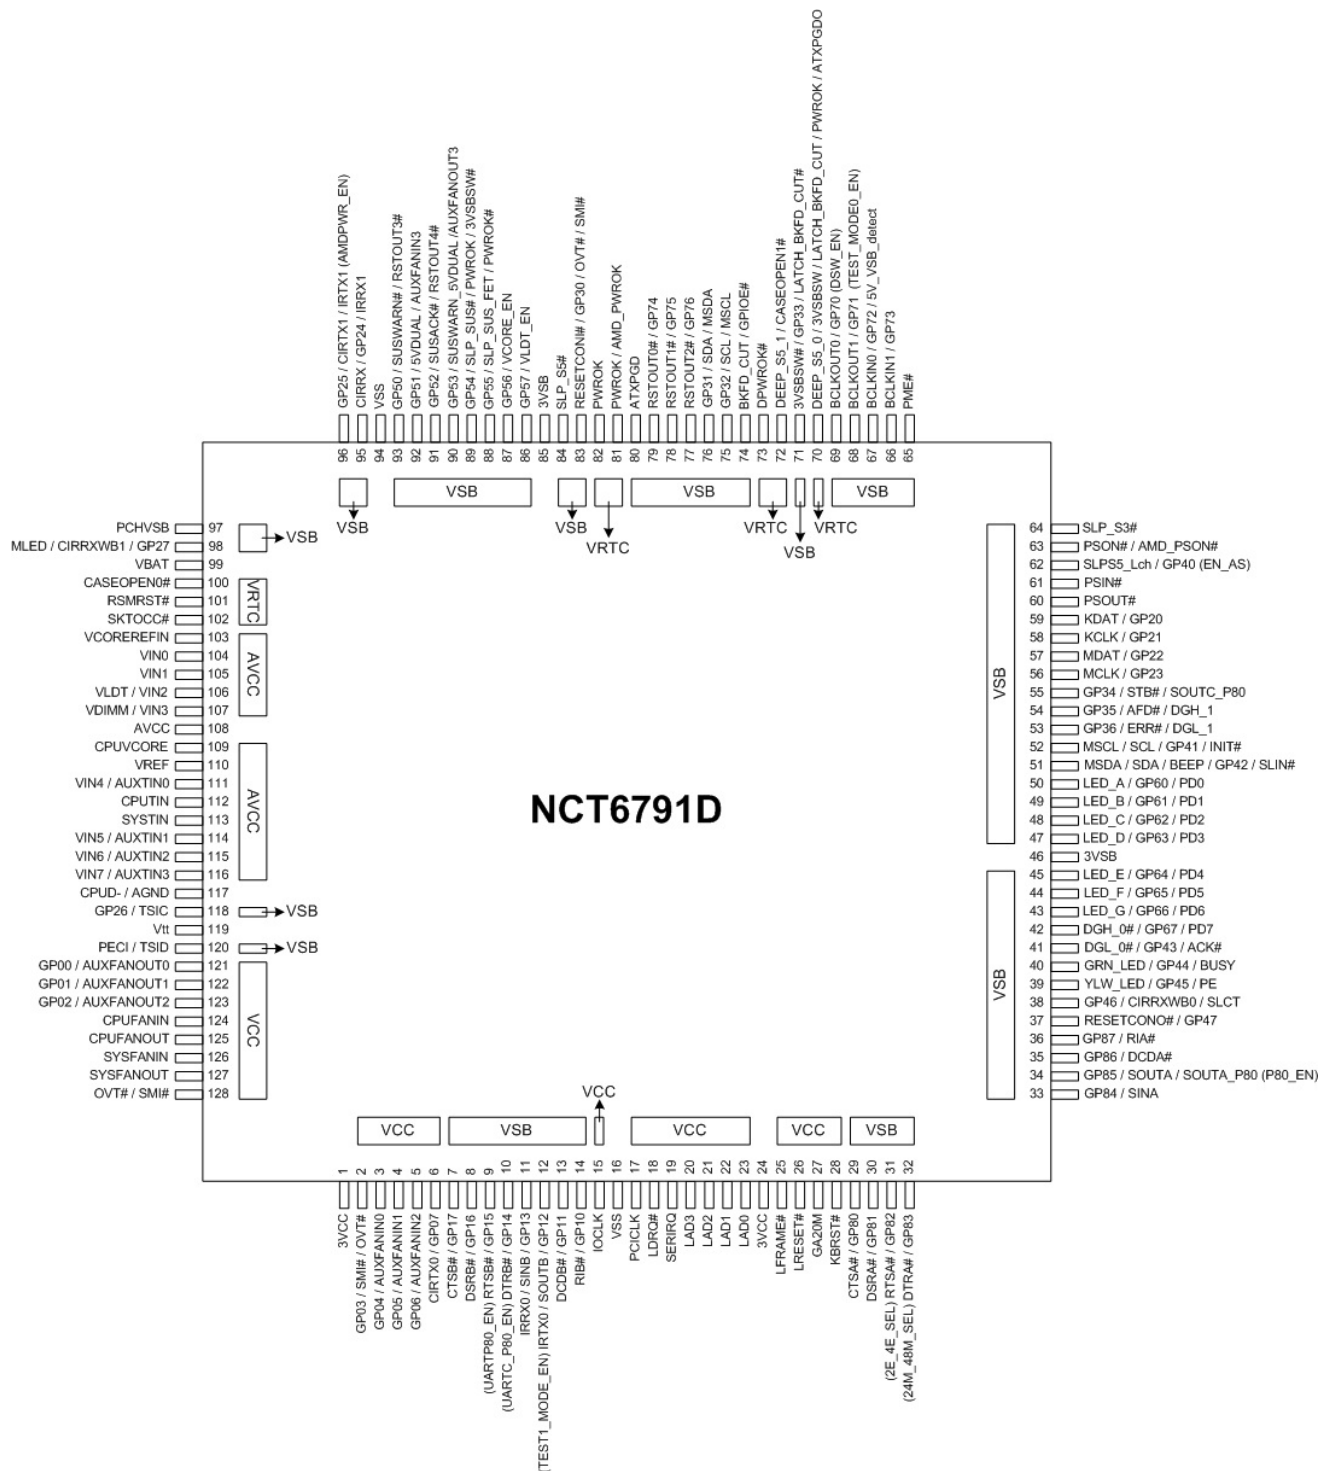 GP25 / CIRTX1 / IRTX1 (AMDPWR_EN)
CIRRX / GP24 / IRRX1
VSS
GP50 / SUSWARN# / RSTOUT3#
GP51 / 5VDUAL / AUXFANIN3
GP52 / SUSACK# / RSTOUT4#
GP53 / SUSWARN_5VDUAL /AUXFANOUT3
GP54 / SLP_SUS# / PWROK / 3VSBSW#
GP55 / SLP_SUS_FET / PWROK#
GP56 / VCORE_EN
GP57 / VLDT_EN
3VSB
SLP_S5#
RESETCONI# / GP30 / OVT# / SMI#
PWROK
PWROK / AMD_PWROK
ATXPGD
RSTOUT0# / GP74
RSTOUT1# / GP75
RSTOUT2# / GP76
GP31 / SDA / MSDA
GP32 / SCL / MSCL
BKFD_CUT / GPIOE#
DPWROK#
DEEP_S5_1 / CASEOPEN1#
3VSBSW# / GP33 / LATCH_BKFD_CUT#
DEEP_S5_0 / 3VSBSW / LATCH_BKFD_CUT / PWROK / ATXPGDO
BCLKOUT0 / GP70 (DSW_EN)
BCLKOUT1 / GP71 (TEST_MODE0_EN)
BCLKIN0 / GP72 / 5V_VSB_detect
BCLKIN1 / GP73
PME#
96 95 94 93 92 91 90 89 88 87 86 85 84 83 82 81 80 79 78 77 76 75 74 73 72 71 70 69 68 67 66 65
VSB VSB VSB VRTC VSB VRTC VSB VRTC VSB
PCHVSB 97
MLED / CIRRXWB1 / GP27 98
VSB
VBAT 99
CASEOPEN0# 100
RSMRST# 101
SKTOCC# 102
VRTC
VCOREREFIN 103
VIN0 104
VIN1 105
VLDT / VIN2 106
VDIMM / VIN3 107
AVCC
AVCC 108
CPUVCORE 109
VREF 110
VIN4 / AUXTIN0 111
CPUTIN 112
SYSTIN 113
VIN5 / AUXTIN1 114
VIN6 / AUXTIN2 115
VIN7 / AUXTIN3 116
AVCC
CPUD- / AGND 117
GP26 / TSIC 118 VSB
Vtt 119
PECI / TSID 120 VSB
GP00 / AUXFANOUT0 121
GP01 / AUXFANOUT1 122
GP02 / AUXFANOUT2 123
CPUFANIN 124
CPUFANOUT 125
SYSFANIN 126
SYSFANOUT 127
OVT# / SMI# 128
VCC
NCT6791D
64 SLP_S3#
63 PSON# / AMD_PSON#
62 SLPS5_Lch / GP40 (EN_AS)
61 PSIN#
60 PSOUT#
59 KDAT / GP20
58 KCLK / GP21
57 MDAT / GP22
56 MCLK / GP23
55 GP34 / STB# / SOUTC_P80
54 GP35 / AFD# / DGH_1
53 GP36 / ERR# / DGL_1
52 MSCL / SCL / GP41 / INIT#
51 MSDA / SDA / BEEP / GP42 / SLIN#
50 LED_A / GP60 / PD0
49 LED_B / GP61 / PD1
48 LED_C / GP62 / PD2
47 LED_D / GP63 / PD3
VSB
46 3VSB
45 LED_E / GP64 / PD4
44 LED_F / GP65 / PD5
43 LED_G / GP66 / PD6
42 DGH_0# / GP67 / PD7
41 DGL_0# / GP43 / ACK#
40 GRN_LED / GP44 / BUSY
39 YLW_LED / GP45 / PE
38 GP46 / CIRRXWB0 / SLCT
37 RESETCONO# / GP47
36 GP87 / RIA#
35 GP86 / DCDA#
34 GP85 / SOUTA / SOUTA_P80 (P80_EN)
33 GP84 / SINA
VSB
VCC
VCC VSB VCC VCC VSB
1 2 3 4 5 6 7 8 9 10 11 12 13 14 15 16 17 18 19 20 21 22 23 24 25 26 27 28 29 30 31 32
3VCC
GP03 / SMI# / OVT#
GP04 / AUXFANIN0
GP05 / AUXFANIN1
GP06 / AUXFANIN2
CIRTX0 / GP07
CTSB# / GP17
DSRB# / GP16
(UARTP80_EN) RTSB# / GP15
(UARTC_P80_EN) DTRB# / GP14
IRRX0 / SINB / GP13
(TEST1_MODE_EN) IRTX0 / SOUTB / GP12
DCDB# / GP11
RIB# / GP10
IOCLK
VSS
PCICLK
LDRQ#
SERIRQ
LAD3
LAD2
LAD1
LAD0
3VCC
LFRAME#
LRESET#
GA20M
KBRST#
CTSA# / GP80
DSRA# / GP81
(2E_4E_SEL) RTSA# / GP82
(24M_48M_SEL) DTRA# / GP83